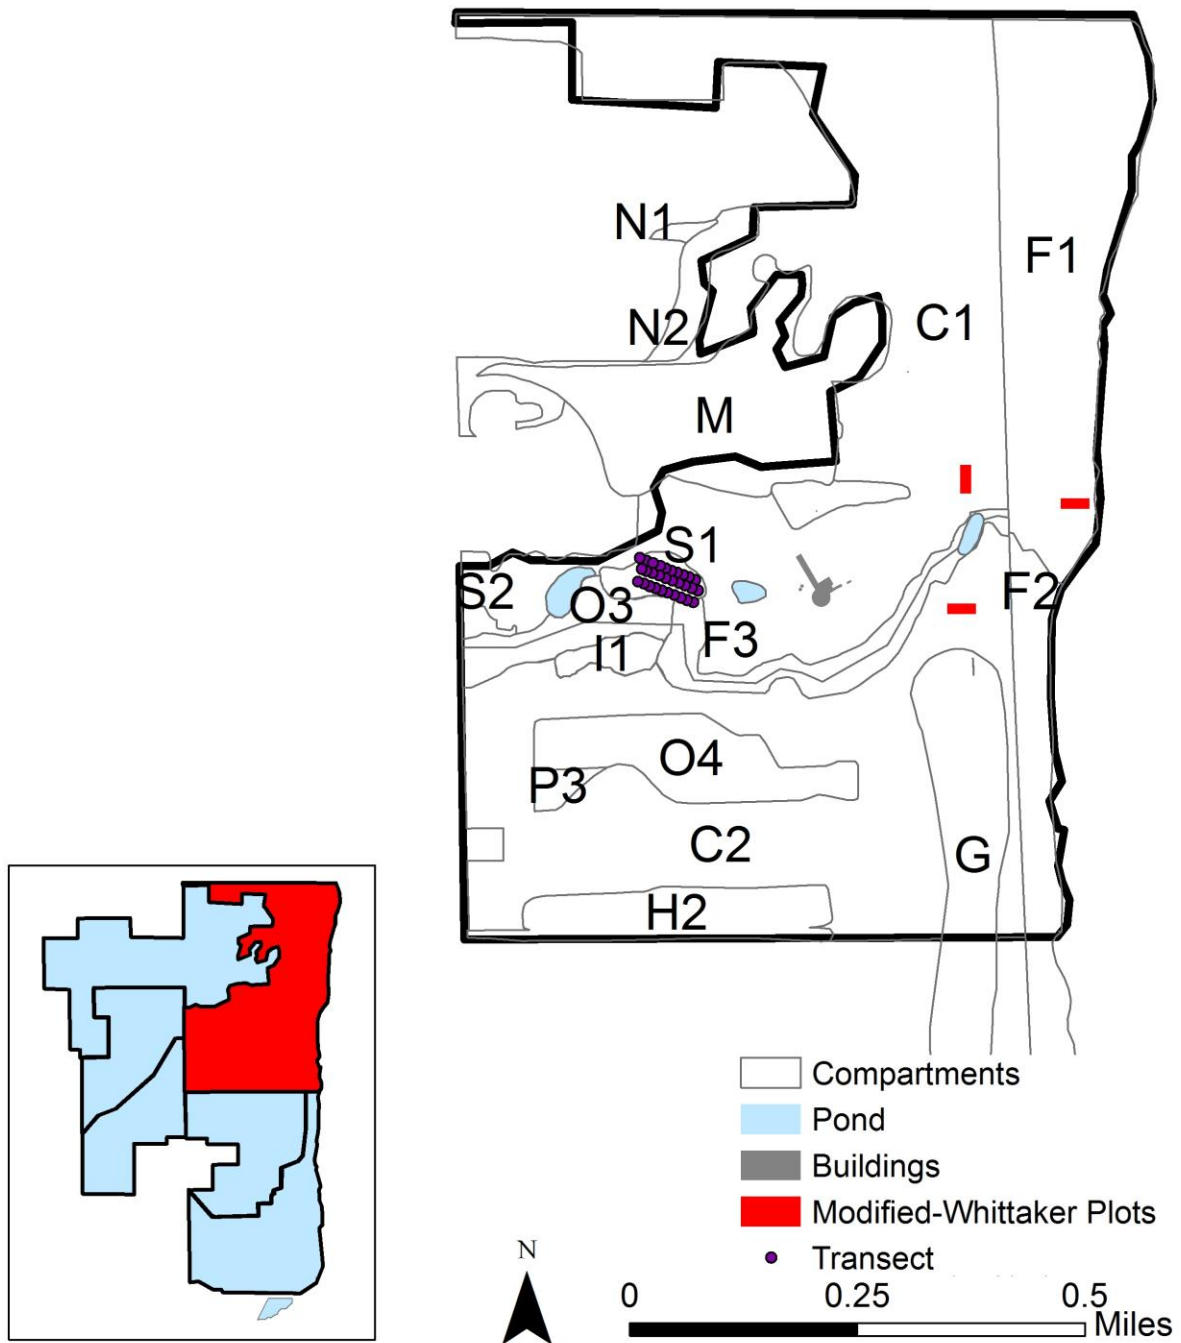 N1
F1
N2
C1
M
S1
S2
O3
F2
F3
I1
O4
P3
C2
G
H2
Compartments
Pond
Buildings
Modified-Whittaker Plots
Transect
N
0 0.25 0.5
Miles